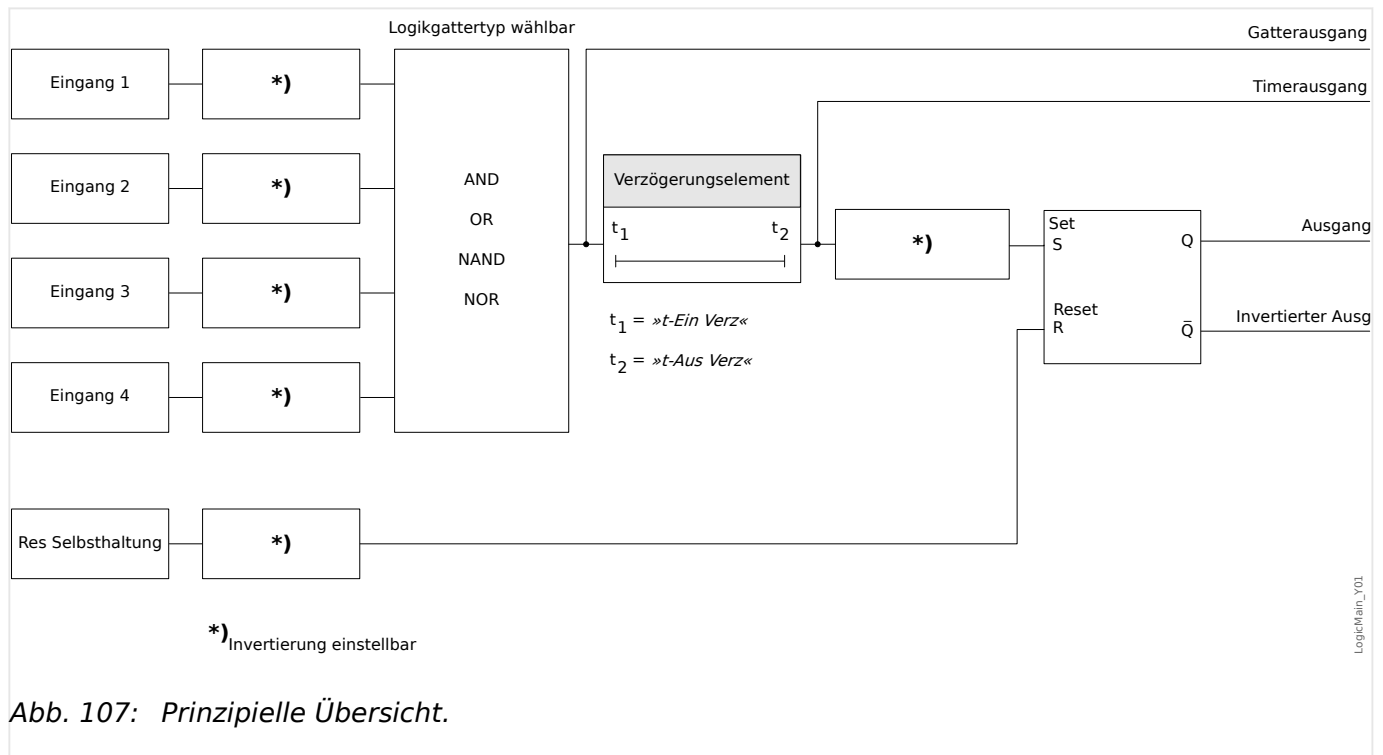 Logikgattertyp wählbar
Gatterausgang
Timerausgang
Eingang 1
*)
Eingang 2
*)
AND
OR
NAND
NOR
Verzögerungselement
t1
t2
*)
Set
S
Q
Ausgang
Eingang 3
*)
t1 = »t-Ein Verz«
t2 = »t-Aus Verz«
Reset
R
Q̄
Invertierter Ausg
Eingang 4
*)
Res Selbsthaltung
*)
*)Invertierung einstellbar
LogicMain_Y01
Abb. 107: Prinzipielle Übersicht.